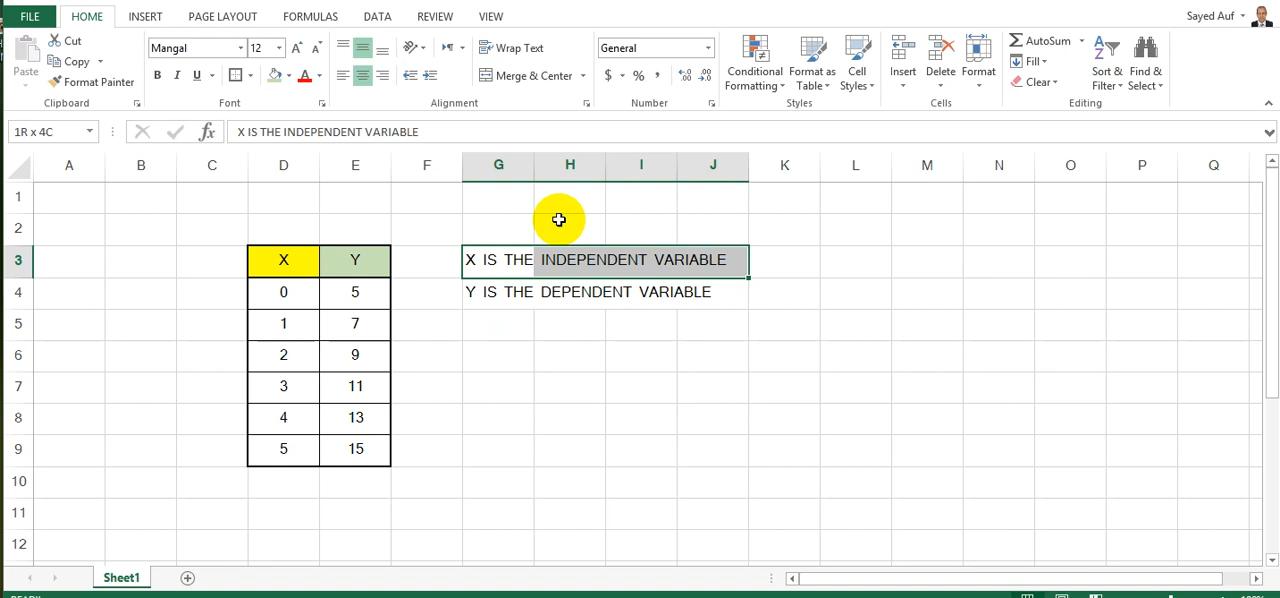 FILE HOME INSERT PAGE LAYOUT FORMULAS DATA REVIEW VIEW Sayed Auf
Cut
Copy
Format Painter
Paste
Clipboard
Mangal 12
B I U
Font
Wrap Text
Merge & Center
Alignment
General
$ % ,
Number
Conditional Formatting
Format as Table
Cell Styles
Styles
Insert Delete Format
Cells
AutoSum
Fill
Clear
Sort & Filter
Find & Select
Editing
1R x 4C fx X IS THE INDEPENDENT VARIABLE
A B C D E F G H I J K L M N O P Q
1
2
3 X Y X IS THE INDEPENDENT VARIABLE
4 0 5 Y IS THE DEPENDENT VARIABLE
5 1 7
6 2 9
7 3 11
8 4 13
9 5 15
10
11
12
Sheet1